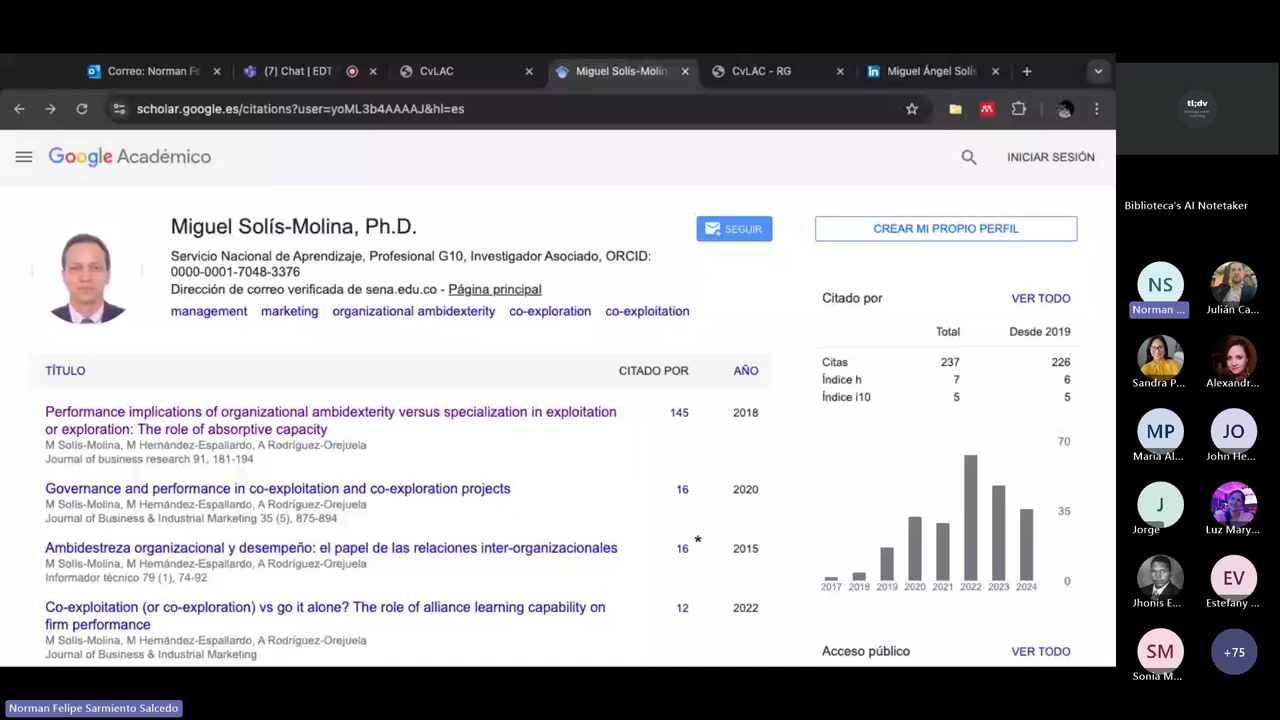 Correo: Norman Fe
(7) Chat | EDT
CvLAC
Miguel Solís-Molin
CvLAC - RG
Miguel Ángel Solís
scholar.google.es/citations?user=yoML3b4AAAAJ&hl=es
Google Académico
INICIAR SESIÓN
Miguel Solís-Molina, Ph.D.
SEGUIR
Servicio Nacional de Aprendizaje, Profesional G10, Investigador Asociado, ORCID:
0000-0001-7048-3376
Dirección de correo verificada de sena.edu.co - Página principal
management marketing organizational ambidexterity co-exploration co-exploitation
CREAR MI PROPIO PERFIL
TÍTULO CITADO POR AÑO
Performance implications of organizational ambidexterity versus specialization in exploitation 145 2018
or exploration: The role of absorptive capacity
M Solís-Molina, M Hernández-Espallardo, A Rodríguez-Orejuela
Journal of business research 91, 181-194
Governance and performance in co-exploitation and co-exploration projects 16 2020
M Solís-Molina, M Hernández-Espallardo, A Rodríguez-Orejuela
Journal of Business & Industrial Marketing 35 (5), 875-894
Ambidestreza organizacional y desempeño: el papel de las relaciones inter-organizacionales 16 * 2015
M Solís-Molina, M Hernández-Espallardo, A Rodríguez-Orejuela
Informador técnico 79 (1), 74-92
Co-exploitation (or co-exploration) vs go it alone? The role of alliance learning capability on 12 2022
firm performance
M Solís-Molina, M Hernández-Espallardo, A Rodríguez-Orejuela
Journal of Business & Industrial Marketing
Citado por VER TODO
Total Desde 2019
Citas 237 226
Índice h 7 6
Índice i10 5 5
70
35
0
2017 2018 2019 2020 2021 2022 2023 2024
Acceso público VER TODO
tl;dv
Biblioteca's AI Notetaker
NS
Norman ...
Julián Ca...
Sandra P...
Alexandr...
MP
Maria Al...
JO
John He...
J
Jorge
Luz Mary...
Jhonis E...
EV
Estefany ...
SM
Sonia M...
+75
Norman Felipe Sarmiento Salcedo